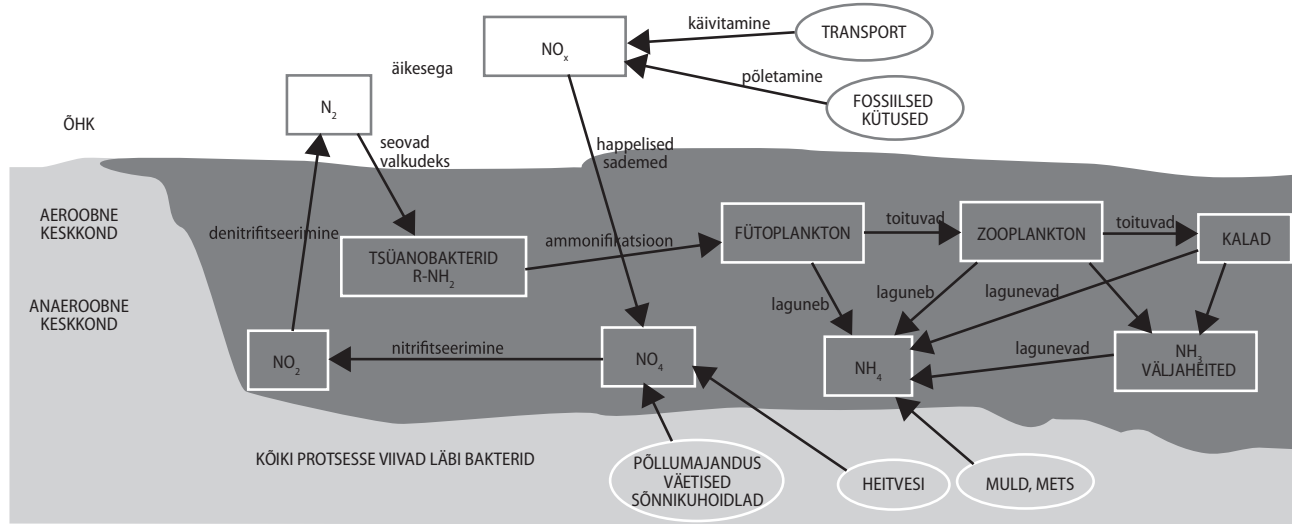 käivitamine
TRANSPORT
NOₓ
põletamine
äikesega
FOSSIILSED
KÜTUSED
N₂
ÕHK
seovad
valkudeks
happelised
sademed
AEROOBNE
KESKKOND
denitrifitseerimine
TSÜANOBAKTERID
R-NH₂
ammonifikatsioon
FÜTOPLANKTON
toituvad
ZOOPLANKTON
toituvad
KALAD
ANAEROOBNE
KESKKOND
laguneb
laguneb
lagunevad
NO₂
nitrifitseerimine
NO₄
NH₄
lagunevad
NH₃
VÄLJAHEITED
KÕIKI PROTSESSE VIIVAD LÄBI BAKTERID
PÕLLUMAJANDUS
VÄETISED
SÕNNIKUHOIDLAD
HEITVESI
MULD, METS